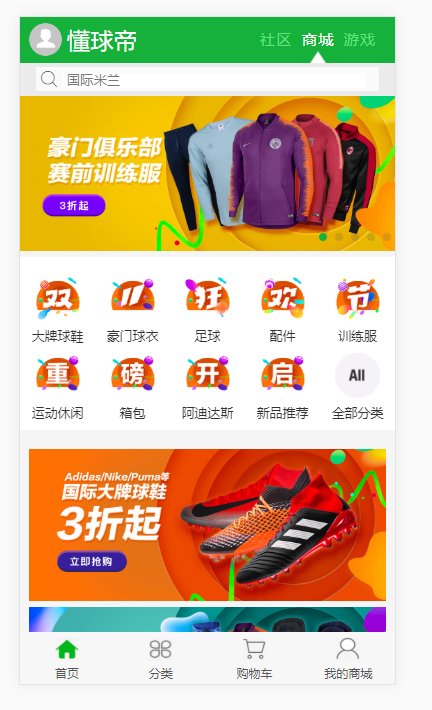 懂球帝
社区 商城 游戏
国际米兰
豪门俱乐部
赛前训练服
3折起
双 11 狂 欢 节
大牌球鞋 豪门球衣 足球 配件 训练服
重 磅 开 启 All
运动休闲 箱包 阿迪达斯 新品推荐 全部分类
Adidas/Nike/Puma等
国际大牌球鞋
3折起
立即抢购
首页 分类 购物车 我的商城